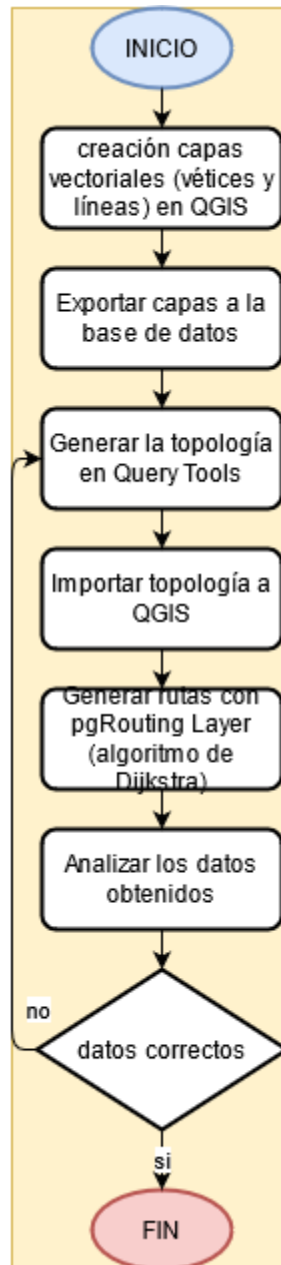 INICIO
creación capas
vectoriales (vétices y
líneas) en QGIS
Exportar capas a la
base de datos
Generar la topología
en Query Tools
Importar topología a
QGIS
Generar rutas con
pgRouting Layer
(algoritmo de
Dijkstra)
Analizar los datos
obtenidos
no
datos correctos
si
FIN